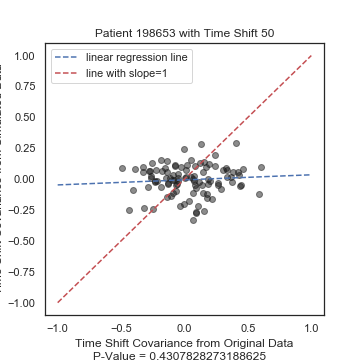 Patient 198653 with Time Shift 50
linear regression line
line with slope=1
1.00
0.75
0.50
0.25
0.00
−0.25
−0.50
−0.75
−1.00
−1.0
−0.5
0.0
0.5
1.0
Time Shift Covariance from Original Data
P-Value = 0.4307828273188625